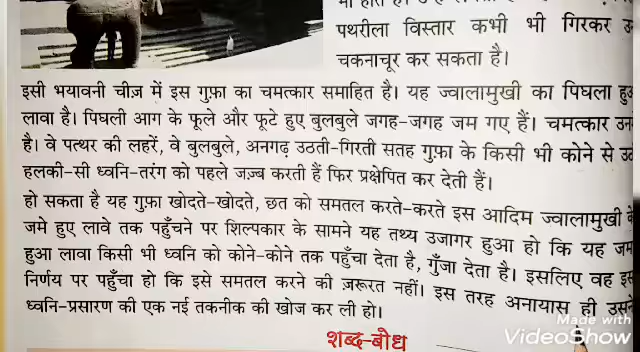 पथरीला विस्तार कभी भी गिरकर
चकनाचूर कर सकता है।
इसी भयावनी चीज़ में इस गुफ़ा का चमत्कार समाहित है। यह ज्वालामुखी का पिघला
लावा है। पिघली आग के फूले और फूटे हुए बुलबुले जगह-जगह जम गए हैं। चमत्कार
है। वे पत्थर की लहरें, वे बुलबुले, अनगढ़ उठती-गिरती सतह गुफ़ा के किसी भी कोने से
हलकी-सी ध्वनि-तरंग को पहले जज़्ब करती हैं फिर प्रक्षेपित कर देती हैं।
हो सकता है यह गुफ़ा खोदते-खोदते, छत को समतल करते-करते इस आदिम ज्वालामुखी
जमे हुए लावे तक पहुँचने पर शिल्पकार के सामने यह तथ्य उजागर हुआ हो कि यह
हुआ लावा किसी भी ध्वनि को कोने-कोने तक पहुँचा देता है, गुँजा देता है। इसलिए वह
निर्णय पर पहुँचा हो कि इसे समतल करने की ज़रूरत नहीं। इस तरह अनायास ही
ध्वनि-प्रसारण की एक नई तकनीक की खोज कर ली हो।
शब्द-बोध
Made with
VideoShow